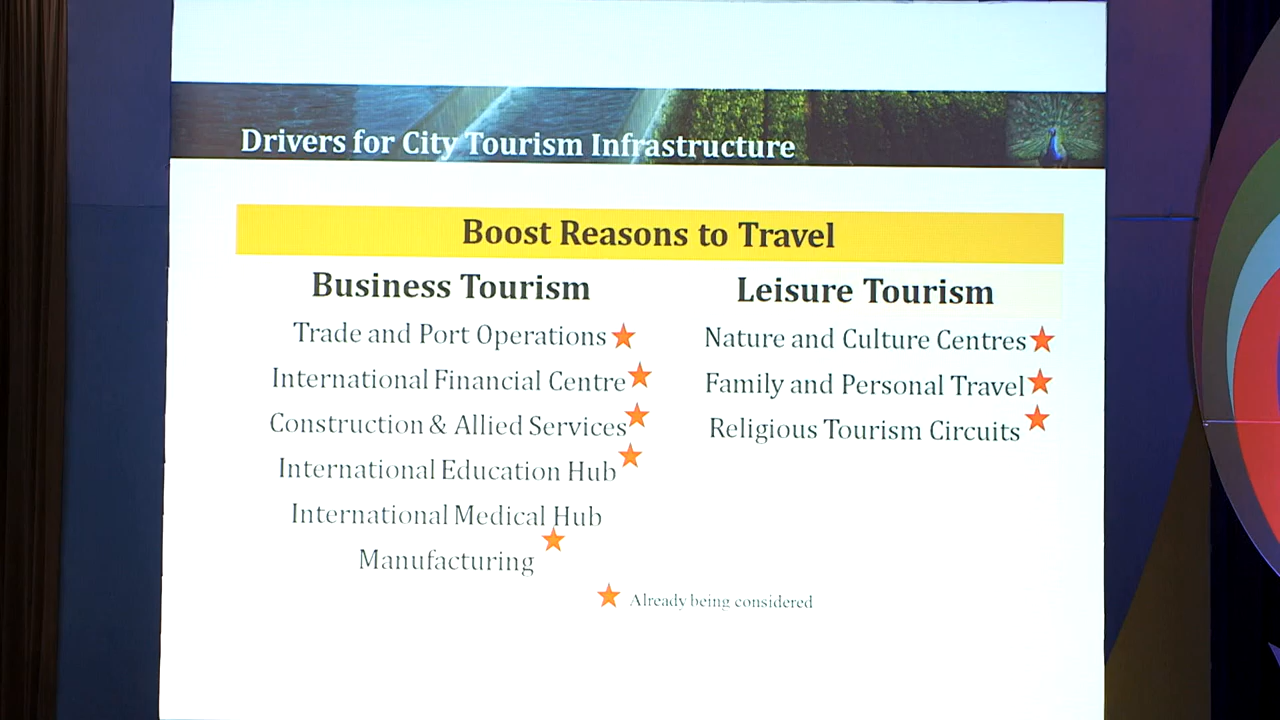 Drivers for City Tourism Infrastructure
Boost Reasons to Travel
Business Tourism
Trade and Port Operations
International Financial Centre
Construction & Allied Services
International Education Hub
International Medical Hub
Manufacturing
Leisure Tourism
Nature and Culture Centres
Family and Personal Travel
Religious Tourism Circuits
Already being considered